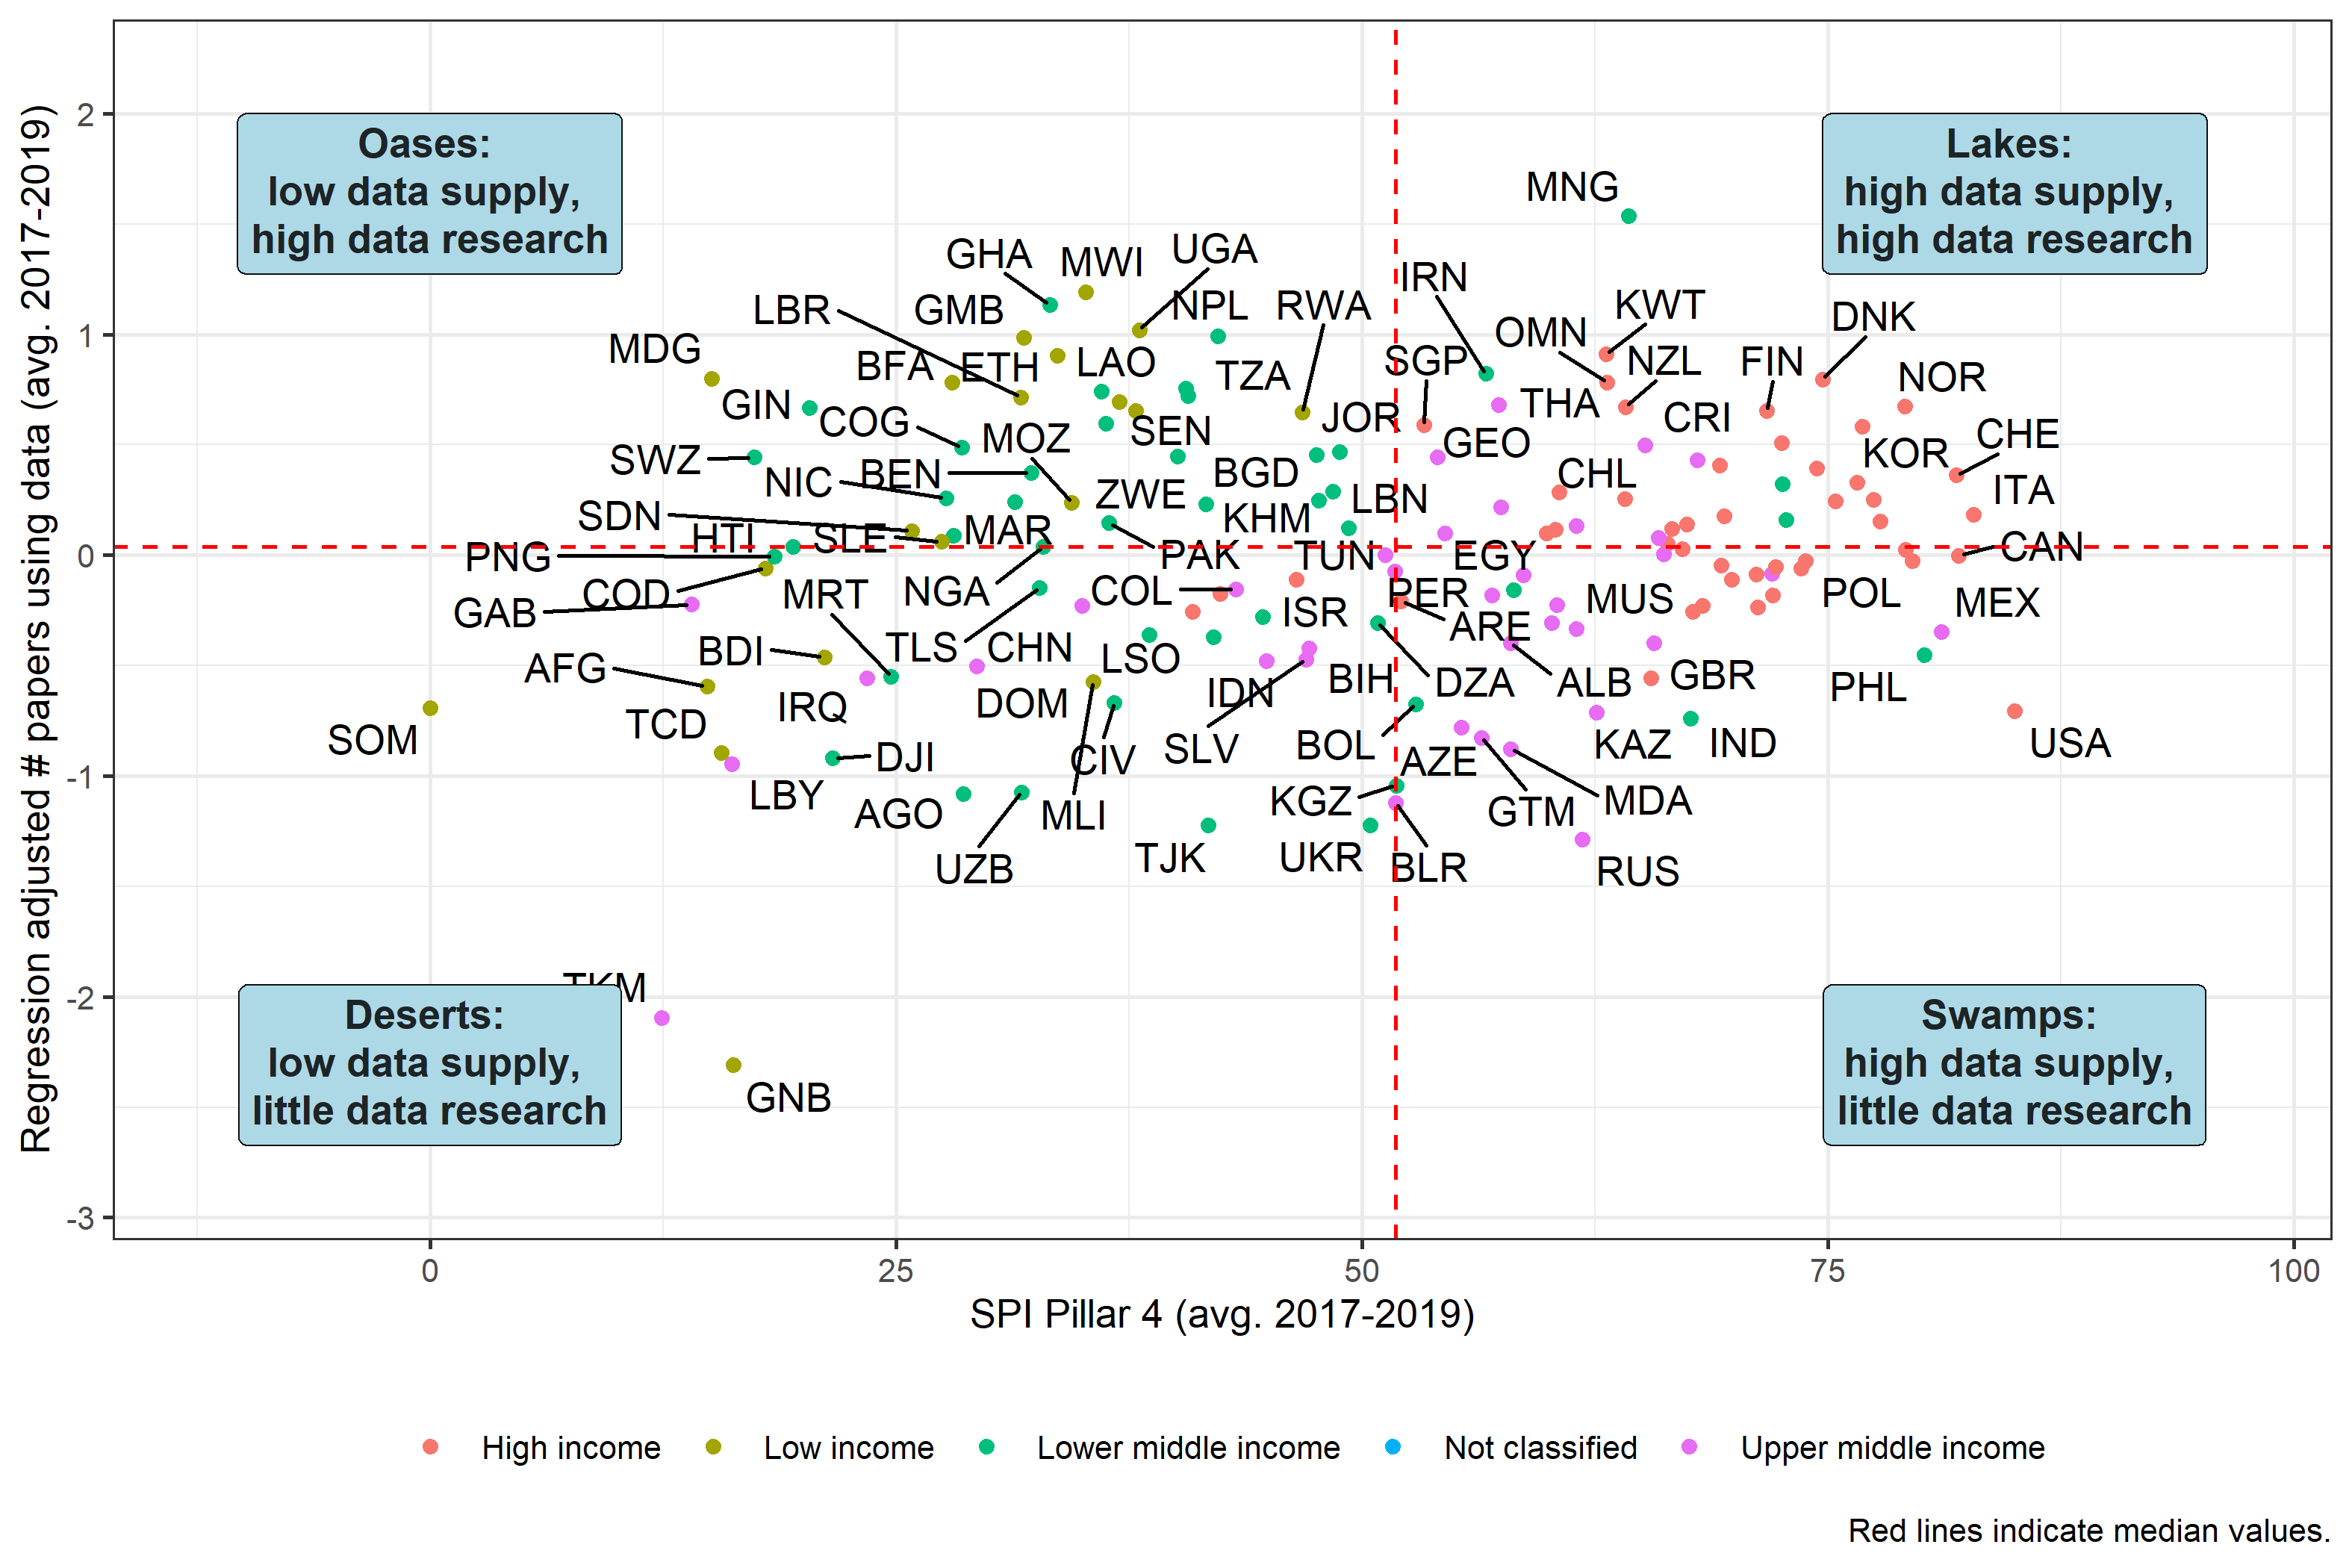 Regression adjusted # papers using data (avg. 2017-2019)
2
1
0
-1
-2
-3
Oases:
low data supply,
high data research
Lakes:
high data supply,
high data research
MNG
GHA
MWI
UGA
IRN
LBR
GMB
NPL
RWA
KWT
DNK
OMN
MDG
BFA
ETH
LAO
TZA
SGP
NZL
FIN
NOR
GIN
COG
MOZ
SEN
JOR
THA
CRI
GEO
KOR
CHE
SWZ
NIC
BEN
ZWE
BGD
CHL
ITA
LBN
SDN
HTI
SLE
MAR
KHM
PNG
PAK
TUN
EGY
CAN
COD
GAB
MRT
NGA
COL
PER
ISR
ARE
MUS
POL
MEX
AFG
BDI
TLS
CHN
LSO
IRQ
DOM
IDN
BIH
DZA
ALB
GBR
PHL
SOM
TCD
DJI
CIV
SLV
BOL
AZE
KAZ
IND
USA
LBY
AGO
MLI
KGZ
GTM
MDA
UZB
TJK
UKR
BLR
RUS
TKM
Deserts:
low data supply,
little data research
GNB
Swamps:
high data supply,
little data research
0
25
50
75
100
SPI Pillar 4 (avg. 2017-2019)
High income
Low income
Lower middle income
Not classified
Upper middle income
Red lines indicate median values.